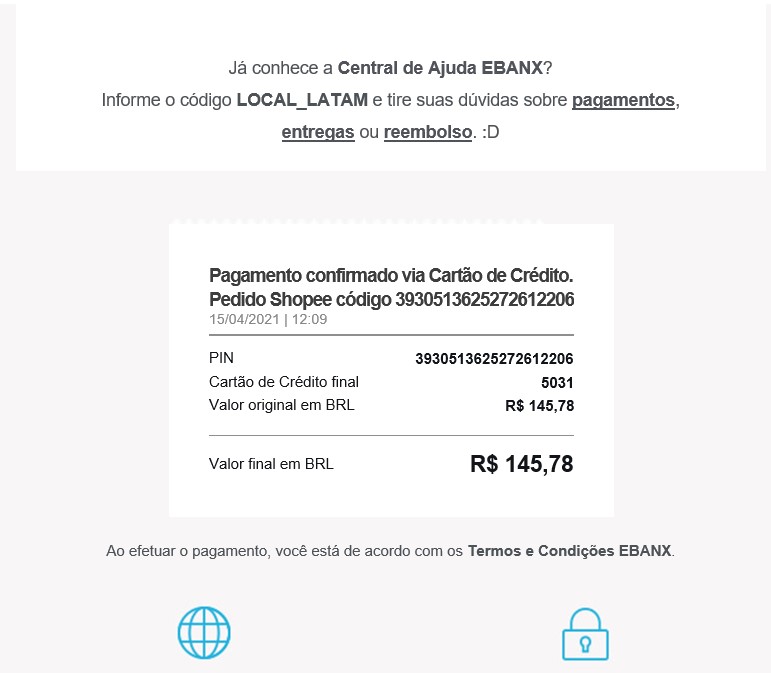 Já conhece a Central de Ajuda EBANX?
Informe o código LOCAL_LATAM e tire suas dúvidas sobre pagamentos,
entregas ou reembolso. :D
Pagamento confirmado via Cartão de Crédito.
Pedido Shopee código 3930513625272612206
15/04/2021 | 12:09
PIN 3930513625272612206
Cartão de Crédito final 5031
Valor original em BRL R$ 145,78
Valor final em BRL R$ 145,78
Ao efetuar o pagamento, você está de acordo com os Termos e Condições EBANX.